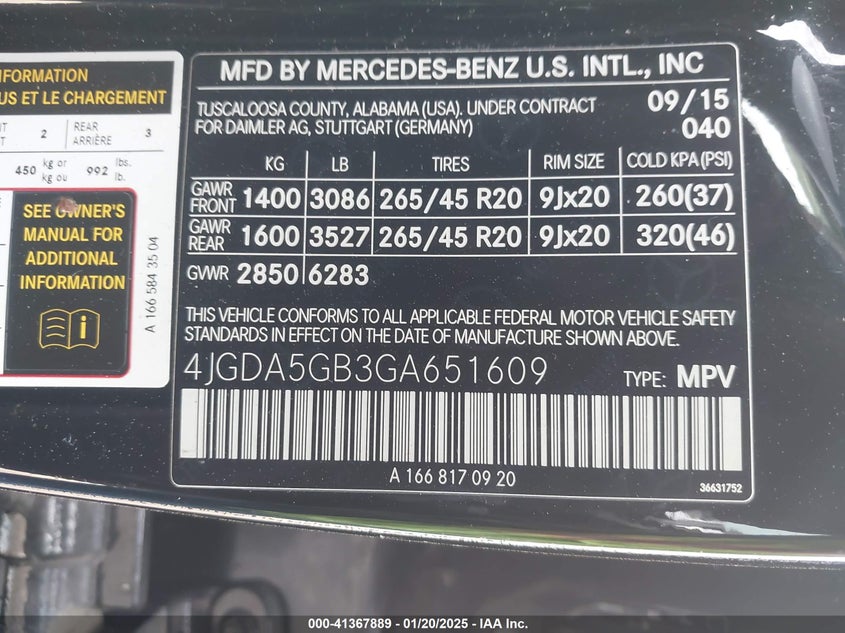 NFORMATION
US ET LE CHARGEMENT
T 2 REAR ARRIÈRE 3
450 kg or kg ou 992 lbs. lb.
SEE OWNER'S
MANUAL FOR
ADDITIONAL
INFORMATION
A 166 584 35 04
MFD BY MERCEDES-BENZ U.S. INTL., INC
TUSCALOOSA COUNTY, ALABAMA (USA). UNDER CONTRACT 09/15
FOR DAIMLER AG, STUTTGART (GERMANY) 040
KG LB TIRES RIM SIZE COLD KPA(PSI)
GAWR FRONT 1400 3086 265/45 R20 9Jx20 260(37)
GAWR REAR 1600 3527 265/45 R20 9Jx20 320(46)
GVWR 2850 6283
THIS VEHICLE CONFORMS TO ALL APPLICABLE FEDERAL MOTOR VEHICLE SAFETY
STANDARDS IN EFFECT ON THE DATE OF MANUFACTURE SHOWN ABOVE.
4JGDA5GB3GA651609 TYPE: MPV
A 166 817 09 20
36631752
000-41367889 - 01/20/2025 - IAA Inc.